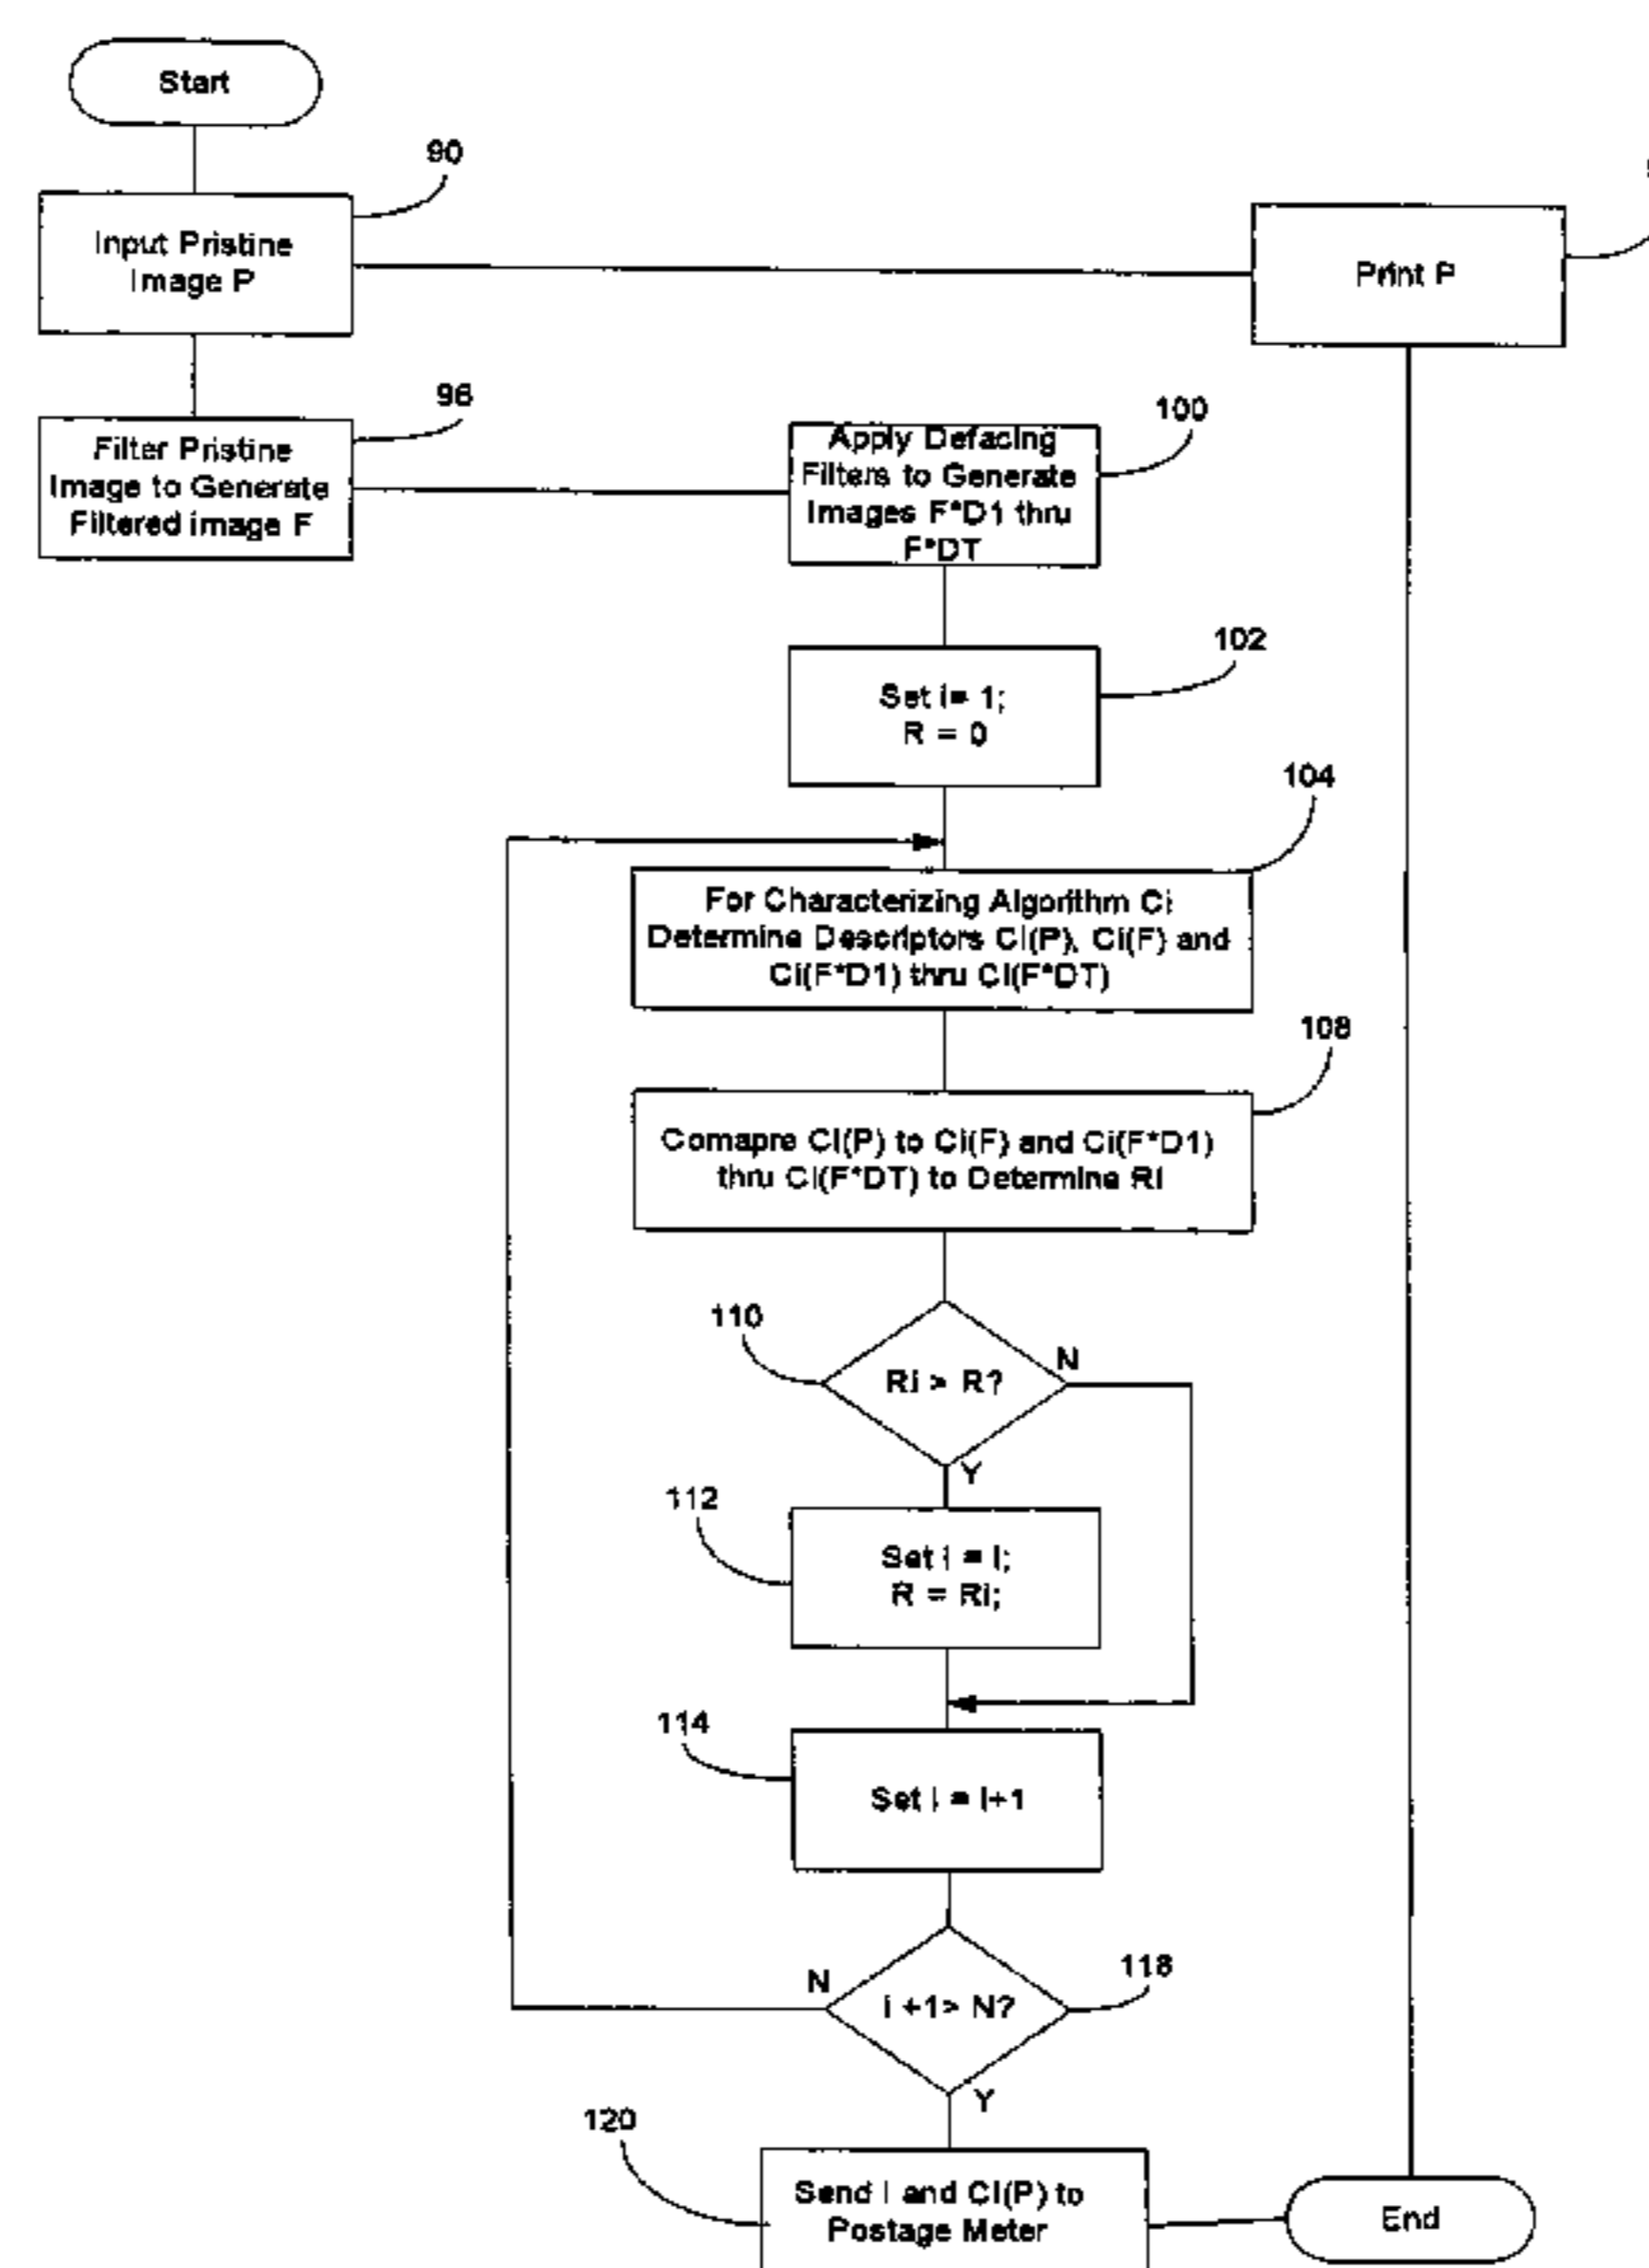 Start
90
Input Pristine
Image P
Print P
98
Filter Pristine
Image to Generate
Filtered image F
100
Apply Defacing
Filters to Generate
Images F*D1 thru
F*DT
102
Set i= 1;
R = 0
104
For Characterizing Algorithm Ci
Determine Descriptors Ci(P), Ci(F) and
Ci(F*D1) thru Ci(F*DT)
108
Comapre Ci(P) to Ci(F) and Ci(F*D1)
thru Ci(F*DT) to Determine Ri
110
Ri > R?
N
Y
112
Set I = i;
R = Ri;
114
Set i = i+1
118
i +1> N?
N
Y
120
Send I and CI(P) to
Postage Meter
End